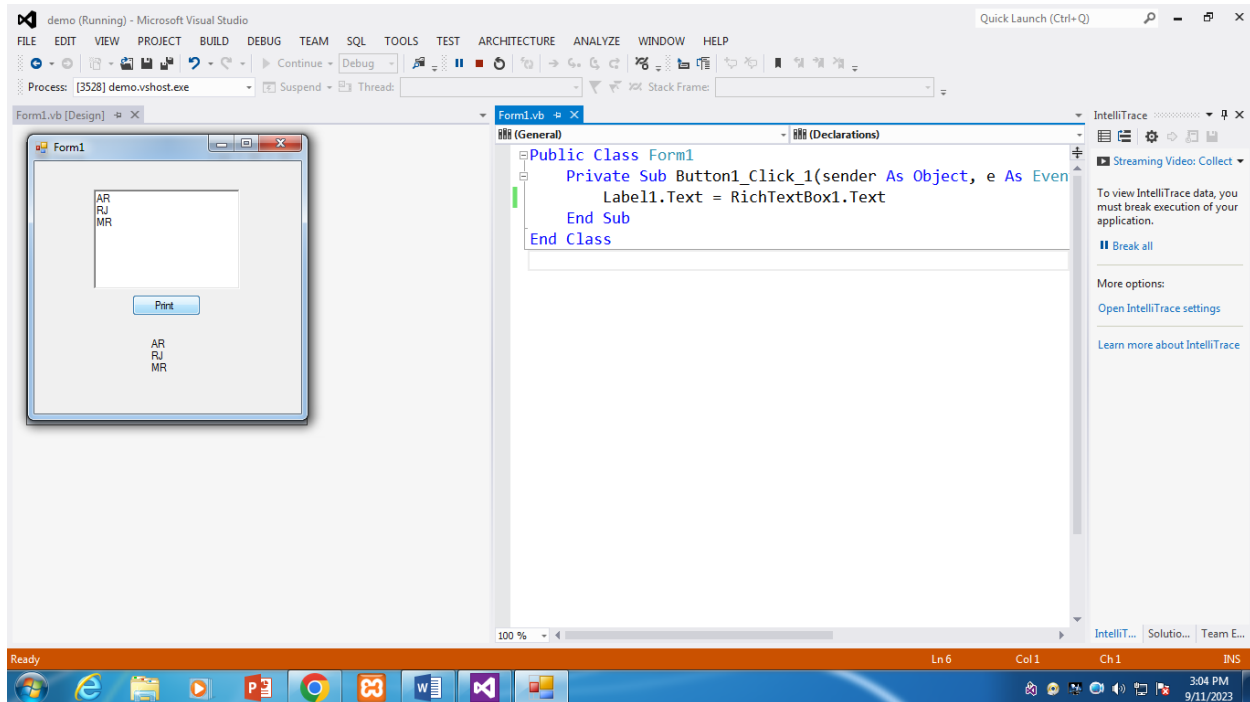 demo (Running) - Microsoft Visual Studio
Quick Launch (Ctrl+Q)
FILE EDIT VIEW PROJECT BUILD DEBUG TEAM SQL TOOLS TEST ARCHITECTURE ANALYZE WINDOW HELP
Continue Debug
Process: [3528] demo.vshost.exe Suspend Thread: Stack Frame:
Form1.vb [Design]
Form1
AR
RJ
MR
Print
AR
RJ
MR
Form1.vb
(General) (Declarations)
Public Class Form1
Private Sub Button1_Click_1(sender As Object, e As Even
Label1.Text = RichTextBox1.Text
End Sub
End Class
100 %
IntelliTrace
Streaming Video: Collect
To view IntelliTrace data, you
must break execution of your
application.
Break all
More options:
Open IntelliTrace settings
Learn more about IntelliTrace
IntelliT... Solutio... Team E...
Ready Ln 6 Col 1 Ch 1 INS
3:04 PM
9/11/2023